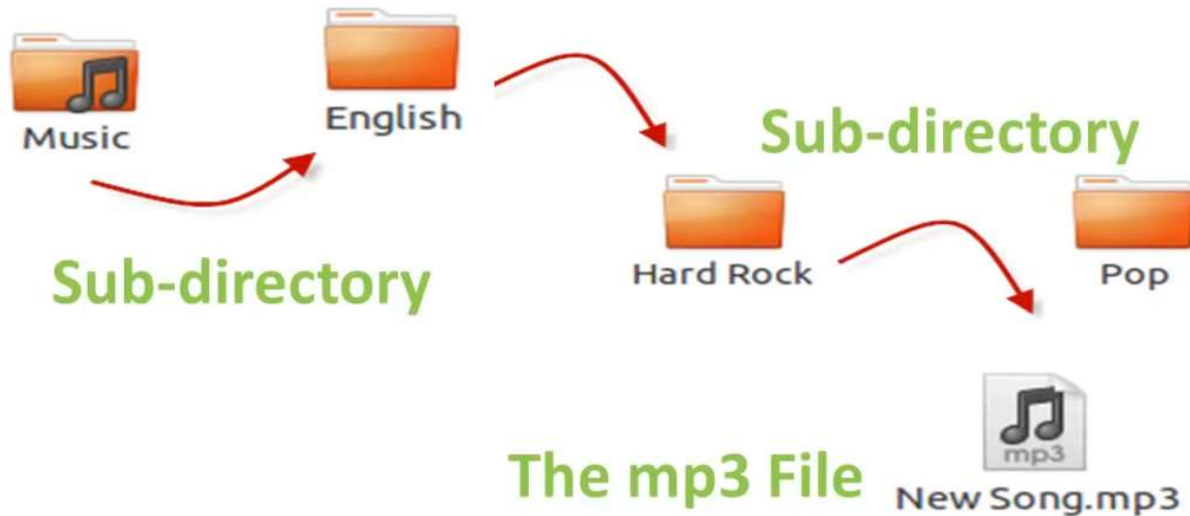 Music
English
Sub-directory
Sub-directory
Hard Rock
Pop
mp3
The mp3 File
New Song.mp3